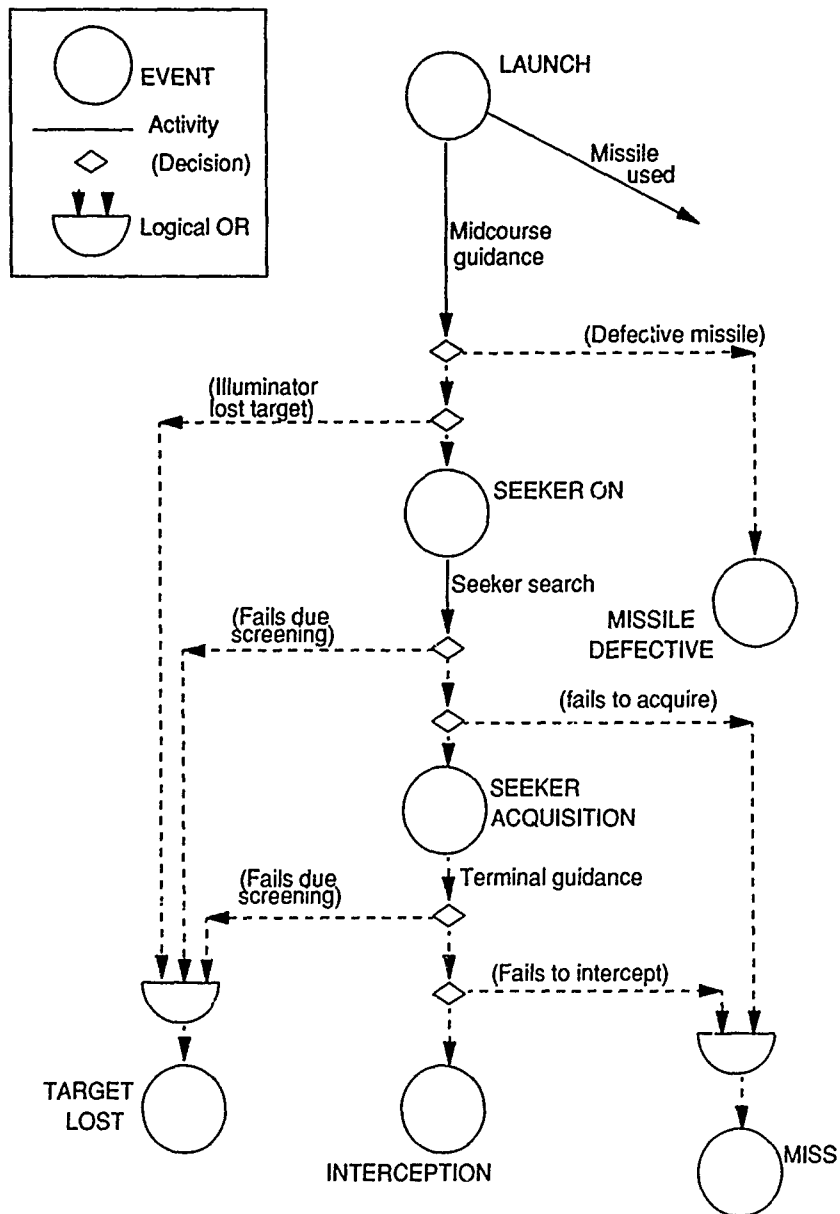 EVENT
Activity
(Decision)
Logical OR
LAUNCH
Missile
used
Midcourse
guidance
(Defective missile)
(Illuminator
lost target)
SEEKER ON
Seeker search
MISSILE
DEFECTIVE
(Fails due
screening)
(fails to acquire)
SEEKER
ACQUISITION
Terminal guidance
(Fails due
screening)
(Fails to intercept)
TARGET
LOST
INTERCEPTION
MISS